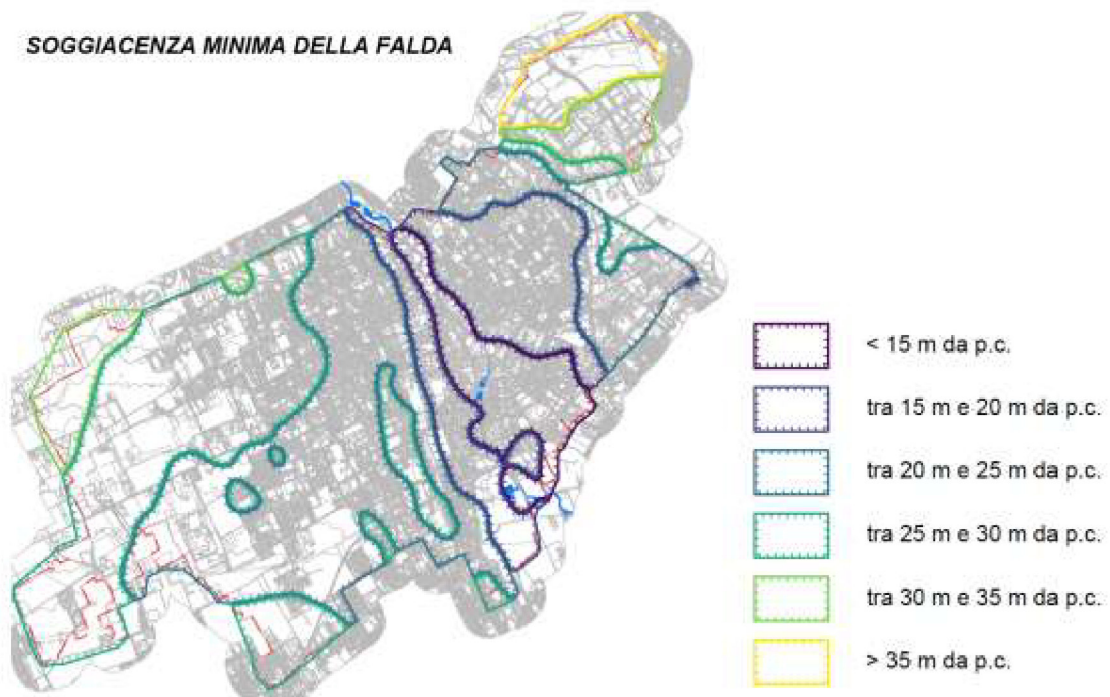 SOGGIACENZA MINIMA DELLA FALDA
< 15 m da p.c.
tra 15 m e 20 m da p.c.
tra 20 m e 25 m da p.c.
tra 25 m e 30 m da p.c.
tra 30 m e 35 m da p.c.
> 35 m da p.c.